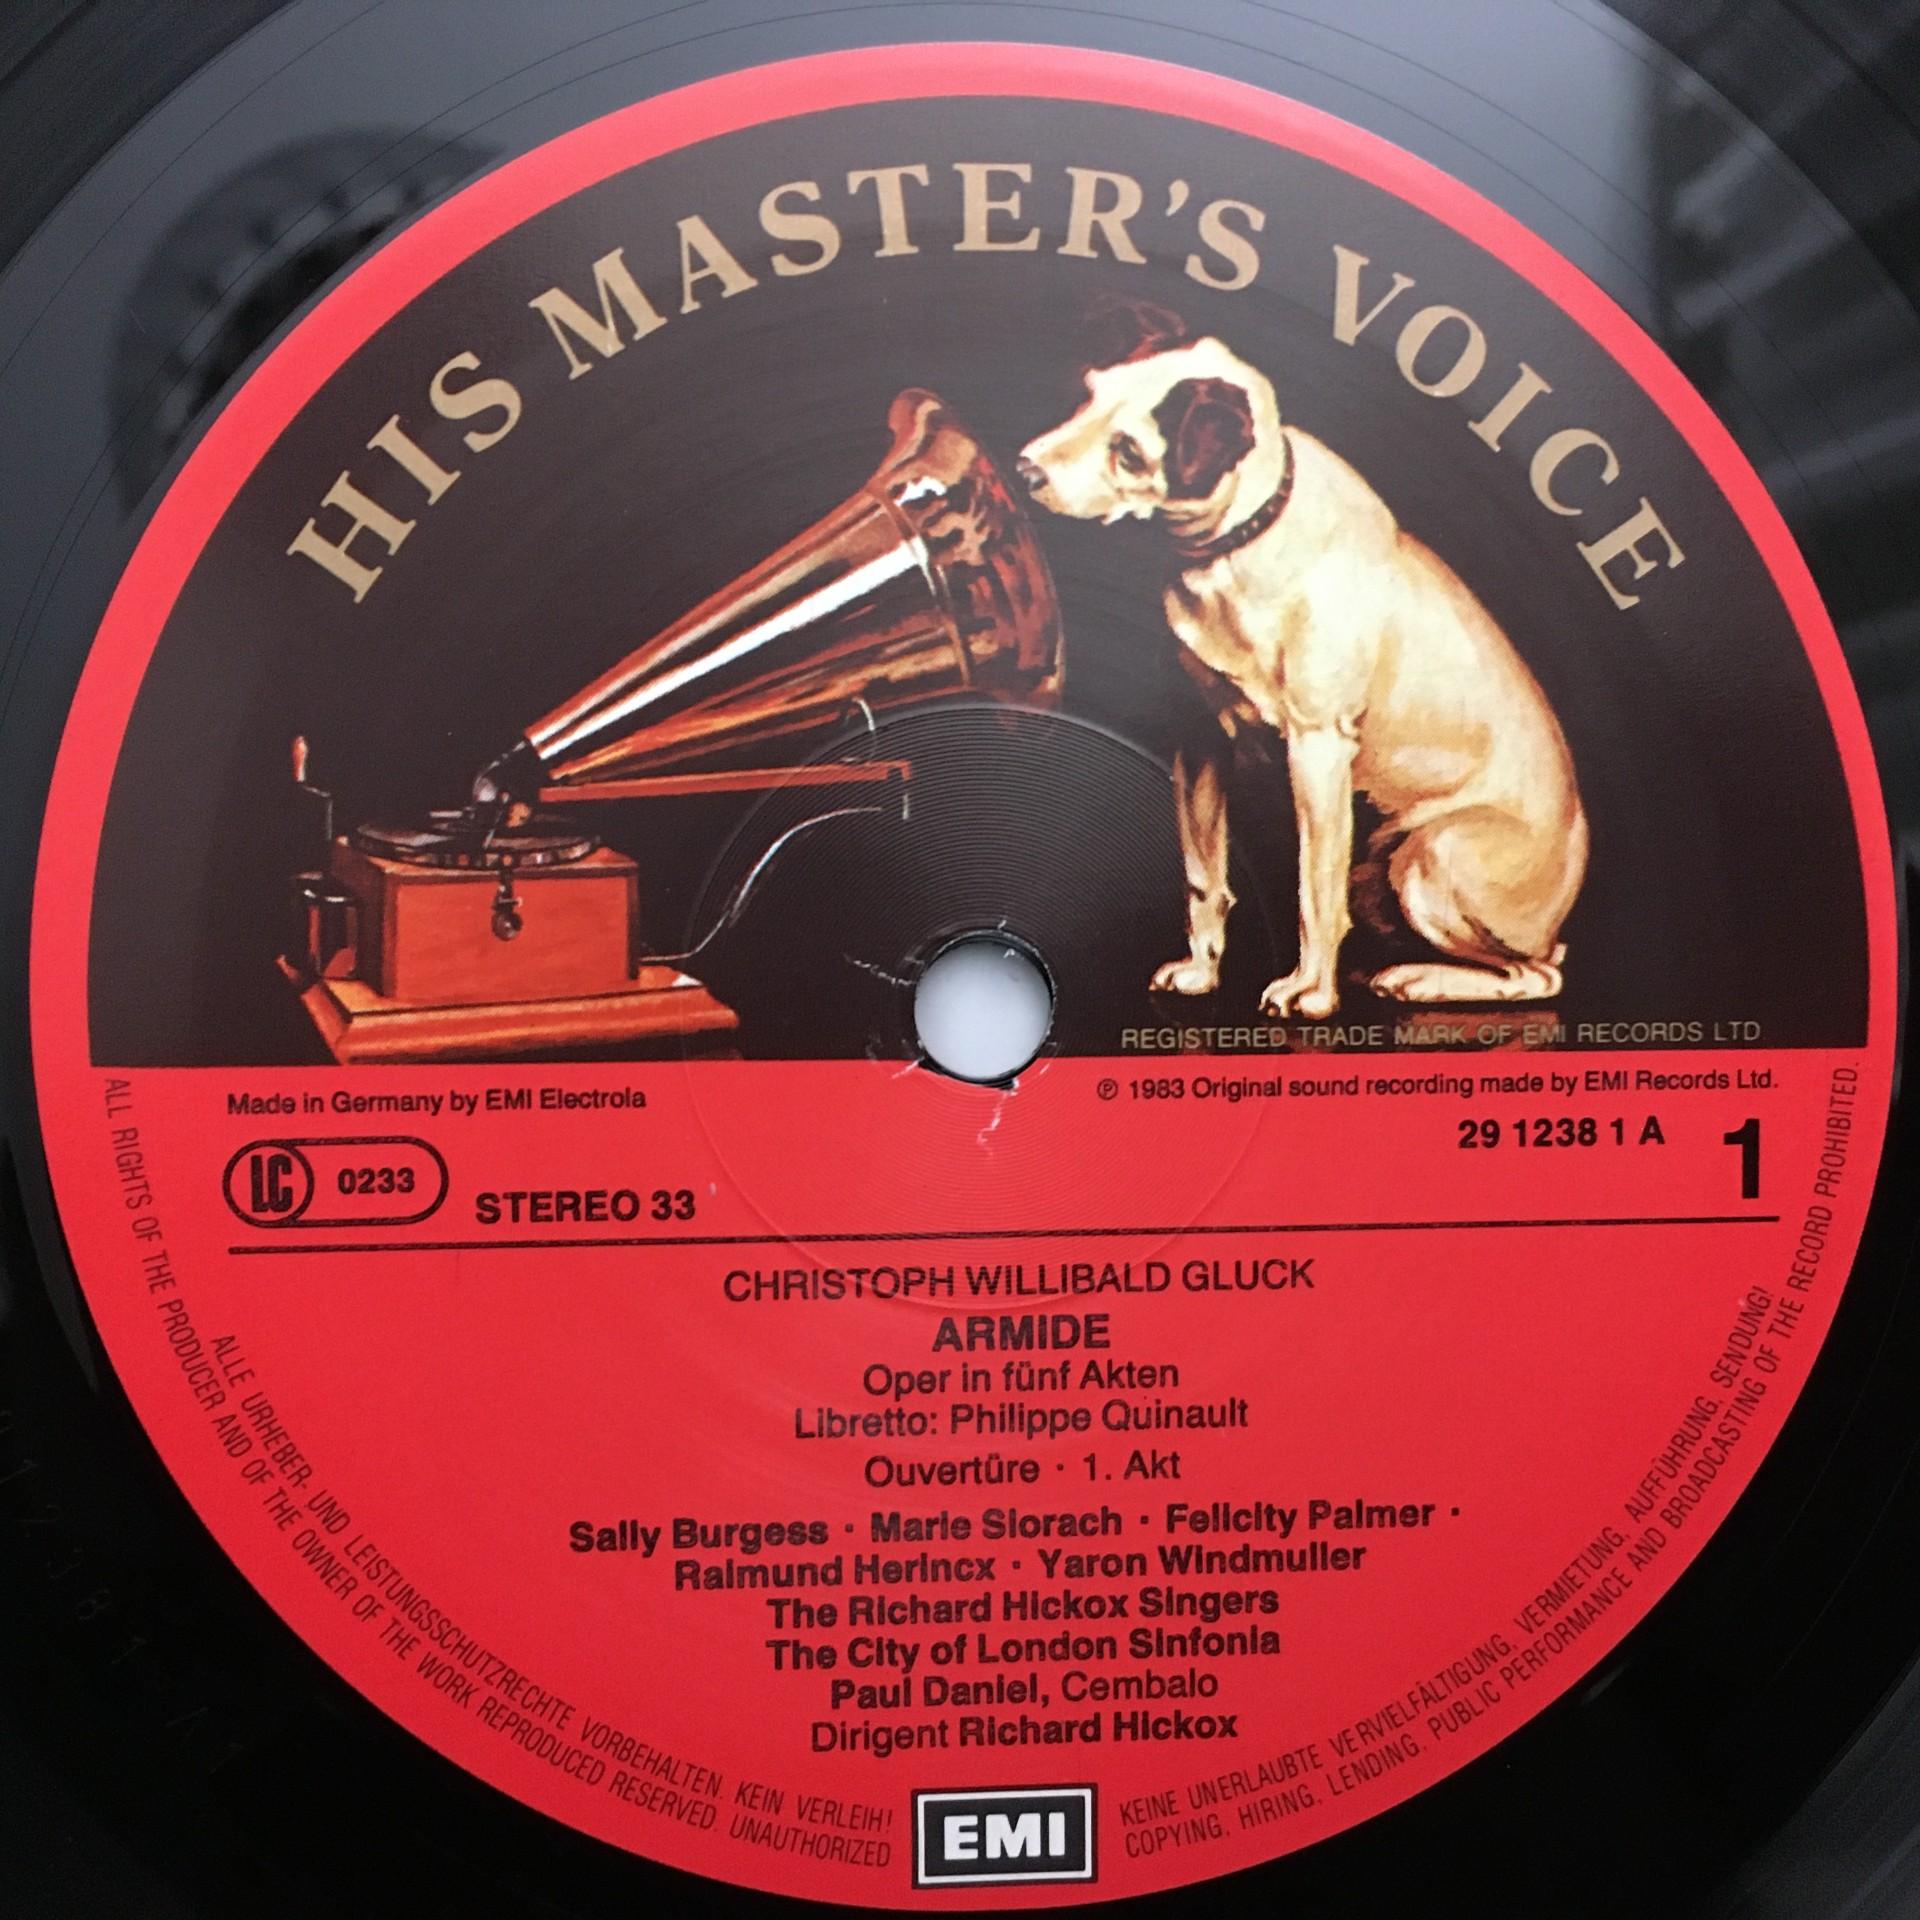 HIS MASTER'S VOICE
REGISTERED TRADE MARK OF EMI RECORDS LTD
Made in Germany by EMI Electrola
℗ 1983 Original sound recording made by EMI Records Ltd.
29 1238 1 A
1
LC 0233
STEREO 33
CHRISTOPH WILLIBALD GLUCK
ARMIDE
Oper in fünf Akten
Libretto: Philippe Quinault
Ouvertüre · 1. Akt
Sally Burgess · Marie Slorach · Felicity Palmer ·
Raimund Herincx · Yaron Windmuller
The Richard Hickox Singers
The City of London Sinfonia
Paul Daniel, Cembalo
Dirigent Richard Hickox
EMI
ALLE URHEBER- UND LEISTUNGSSCHUTZRECHTE VORBEHALTEN. KEIN VERLEIH!
KEINE UNERLAUBTE VERVIELFÄLTIGUNG, VERMIETUNG, AUFFÜHRUNG, SENDUNG!
ALL RIGHTS OF THE PRODUCER AND OF THE OWNER OF THE WORK REPRODUCED RESERVED. UNAUTHORIZED
COPYING, HIRING, LENDING, PUBLIC PERFORMANCE AND BROADCASTING OF THE RECORD PROHIBITED.